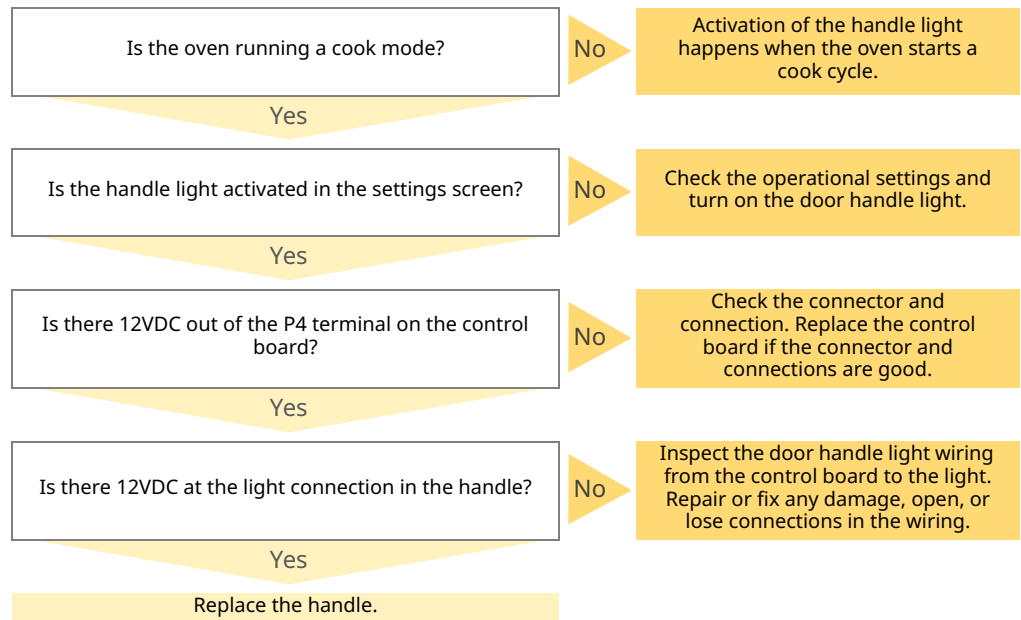 Is the oven running a cook mode?
No
Activation of the handle light
happens when the oven starts a
cook cycle.
Yes
Is the handle light activated in the settings screen?
No
Check the operational settings and
turn on the door handle light.
Yes
Is there 12VDC out of the P4 terminal on the control
board?
No
Check the connector and
connection. Replace the control
board if the connector and
connections are good.
Yes
Is there 12VDC at the light connection in the handle?
No
Inspect the door handle light wiring
from the control board to the light.
Repair or fix any damage, open, or
lose connections in the wiring.
Yes
Replace the handle.